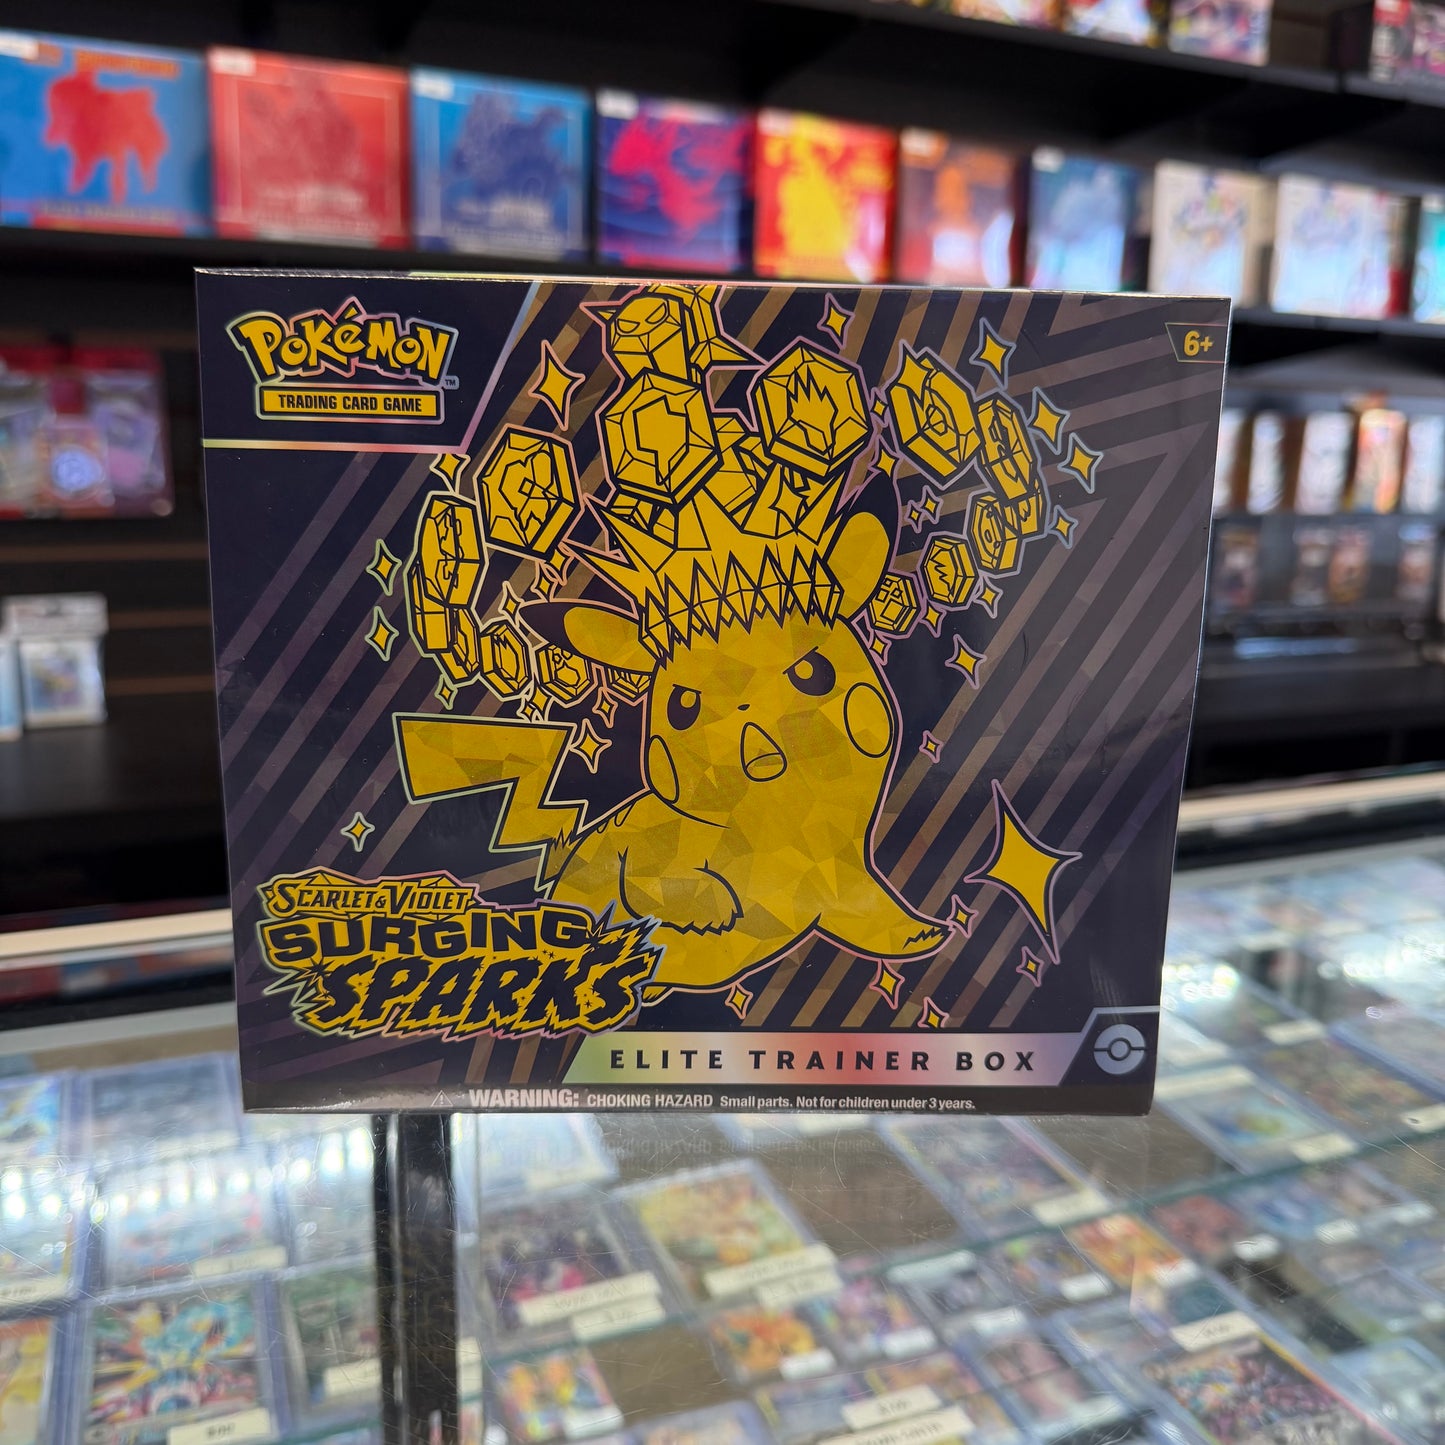 POKéMON
TM
TRADING CARD GAME
6+
SCARLET & VIOLET
SURGING
SPARKS
ELITE TRAINER BOX
WARNING: CHOKING HAZARD Small parts. Not for children under 3 years.